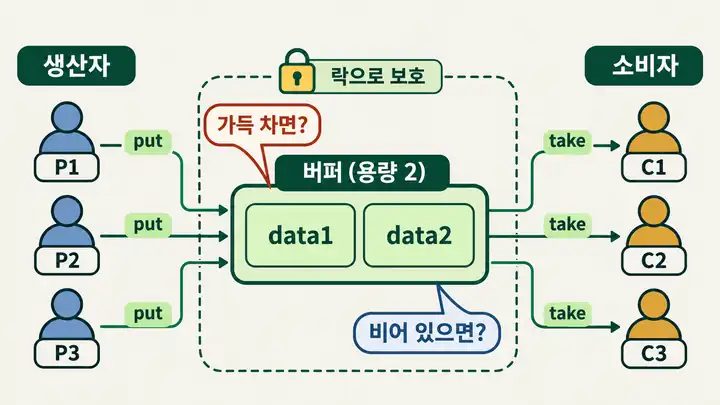 생산자
소비자
락으로 보호
가득 차면?
버퍼 (용량 2)
P1
put
data1
data2
take
C1
P2
put
take
C2
P3
put
take
C3
비어 있으면?